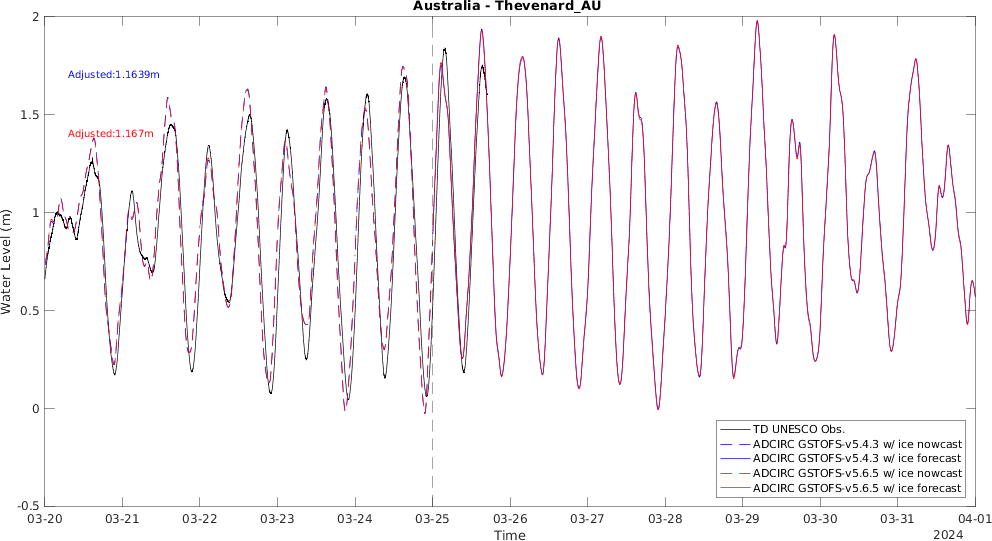 Australia - Thevenard_AU
2
1.5
1
0.5
0
-0.5
Water Level (m)
Adjusted:1.1639m
Adjusted:1.167m
TD UNESCO Obs.
ADCIRC GSTOFS-v5.4.3 w/ ice nowcast
ADCIRC GSTOFS-v5.4.3 w/ ice forecast
ADCIRC GSTOFS-v5.6.5 w/ ice nowcast
ADCIRC GSTOFS-v5.6.5 w/ ice forecast
03-20 03-21 03-22 03-23 03-24 03-25 03-26 03-27 03-28 03-29 03-30 03-31 04-01
Time
2024